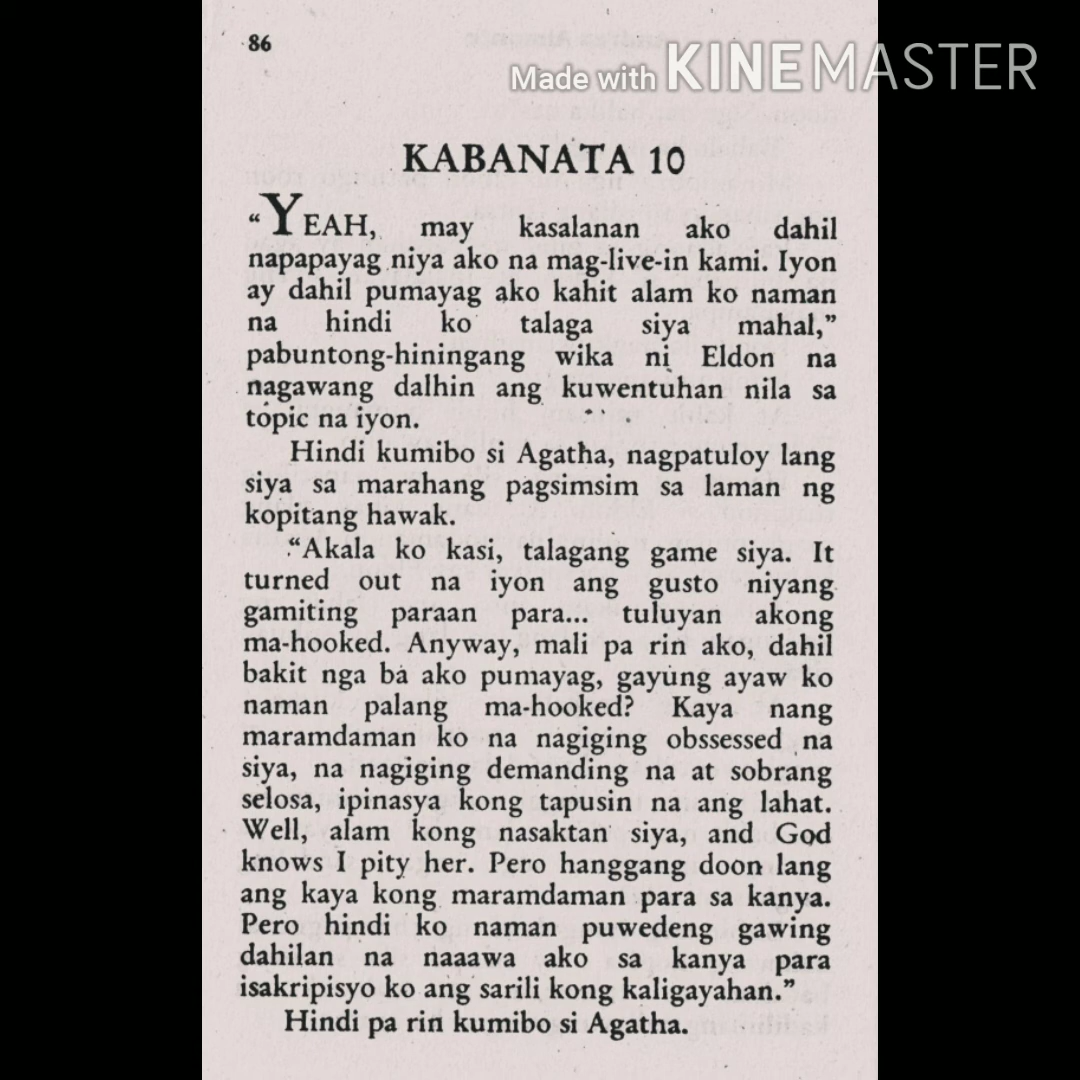 86
Made with KINEMASTER
KABANATA 10
“YEAH, may kasalanan ako dahil
napapayag niya ako na mag-live-in kami. Iyon
ay dahil pumayag ako kahit alam ko naman
na hindi ko talaga siya mahal,”
pabuntong-hiningang wika ni Eldon na
nagawang dalhin ang kuwentuhan nila sa
topic na iyon.
Hindi kumibo si Agatha, nagpatuloy lang
siya sa marahang pagsimsim sa laman ng
kopitang hawak.
“Akala ko kasi, talagang game siya. It
turned out na iyon ang gusto niyang
gamiting paraan para... tuluyan akong
ma-hooked. Anyway, mali pa rin ako, dahil
bakit nga ba ako pumayag, gayung ayaw ko
naman palang ma-hooked? Kaya nang
maramdaman ko na nagiging obssessed na
siya, na nagiging demanding na at sobrang
selosa, ipinasya kong tapusin na ang lahat.
Well, alam kong nasaktan siya, and God
knows I pity her. Pero hanggang doon lang
ang kaya kong maramdaman para sa kanya.
Pero hindi ko naman puwedeng gawing
dahilan na naaawa ako sa kanya para
isakripisyo ko ang sarili kong kaligayahan.”
Hindi pa rin kumibo si Agatha.